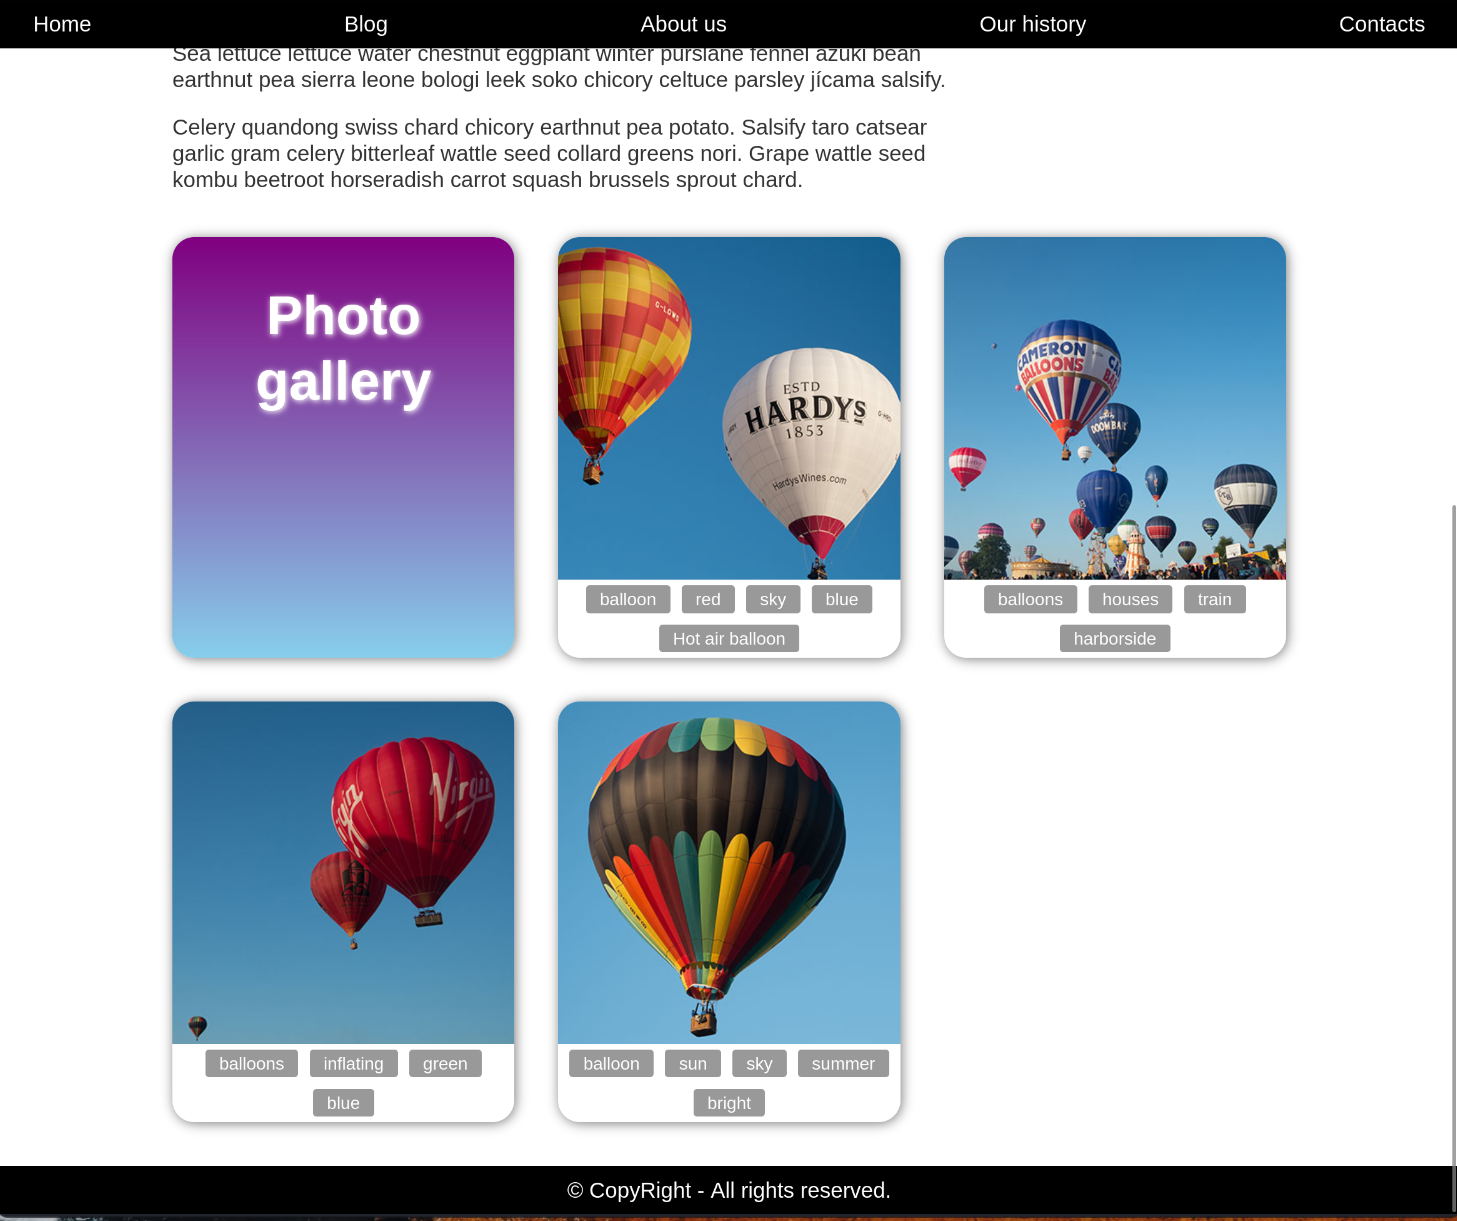 Home Blog About us Our history Contacts
Sea lettuce lettuce water chestnut eggplant winter purslane fennel azuki bean
earthnut pea sierra leone bologi leek soko chicory celtuce parsley jícama salsify.
Celery quandong swiss chard chicory earthnut pea potato. Salsify taro catsear
garlic gram celery bitterleaf wattle seed collard greens nori. Grape wattle seed
kombu beetroot horseradish carrot squash brussels sprout chard.
Photo
gallery
G-LOWS
ESTD
HARDYS
1853
HardysWines.com
CAMERON
BALLOONS
DOOM BAR
balloon red sky blue
Hot air balloon
balloons houses train
harborside
Virgin
balloons inflating green
blue
balloon sun sky summer
bright
© CopyRight - All rights reserved.